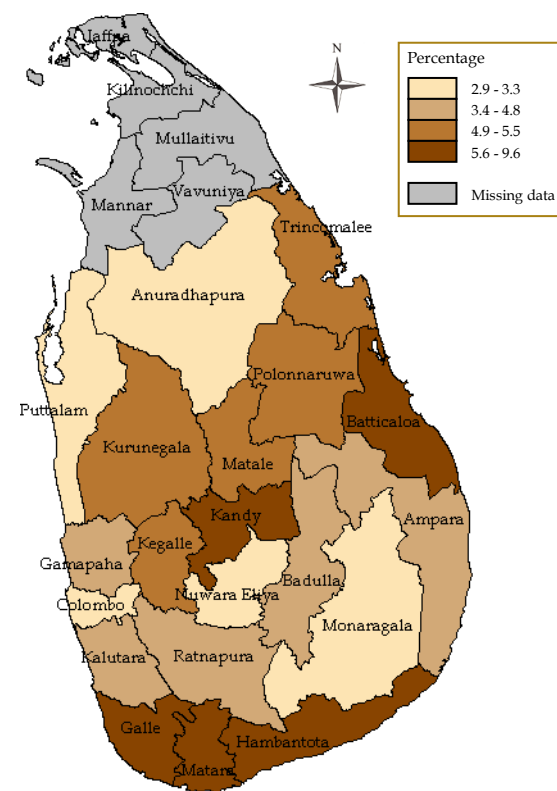 Jaffna
N
Percentage
2.9 - 3.3
3.4 - 4.8
4.9 - 5.5
5.6 - 9.6
Missing data
Kilinochchi
Mullaitivu
Vavuniya
Mannar
Trincomalee
Anuradhapura
Polonnaruwa
Puttalam
Batticaloa
Kurunegala
Matale
Kandy
Ampara
Kegalle
Gamapaha
Badulla
Nuwara Eliya
Colombo
Monaragala
Kalutara
Ratnapura
Galle
Hambantota
Matara